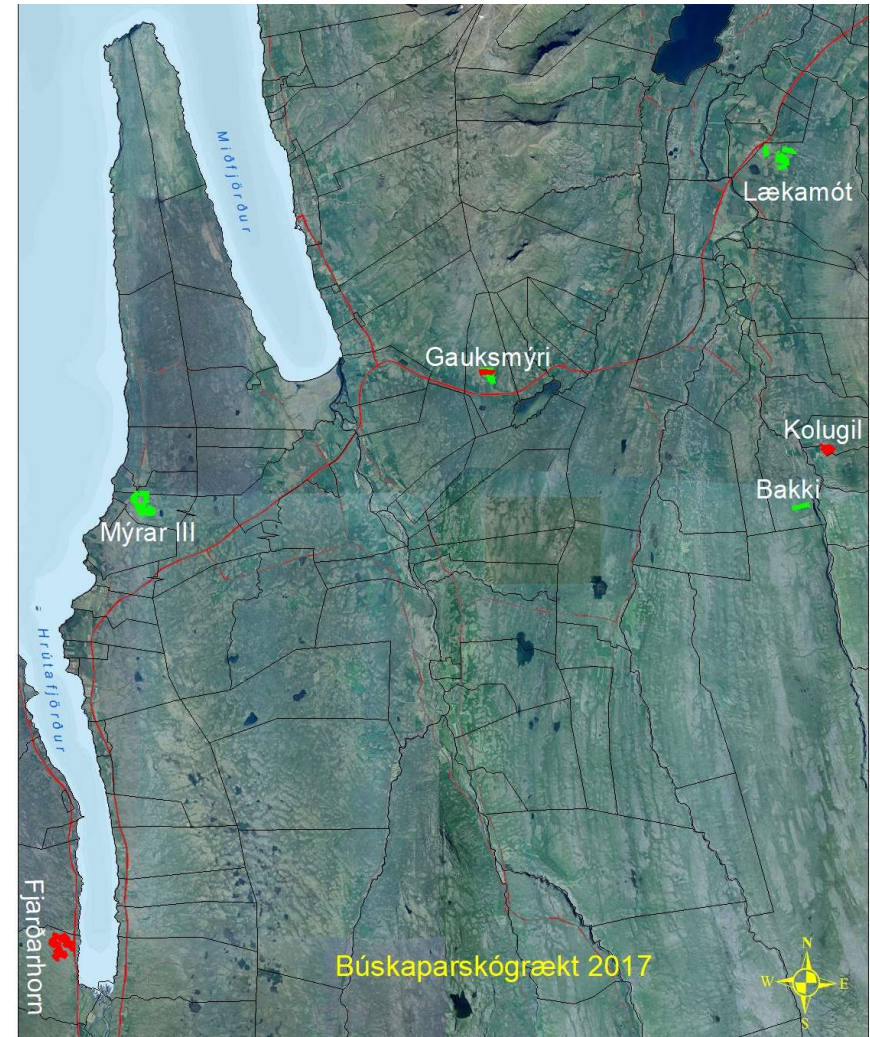 Miðfjörður
Lækamót
Gauksmýri
Kolugil
Bakki
Mýrar III
Hrútafjörður
Fjarðarhorn
Búskaparskógrækt 2017
N
W
E
S